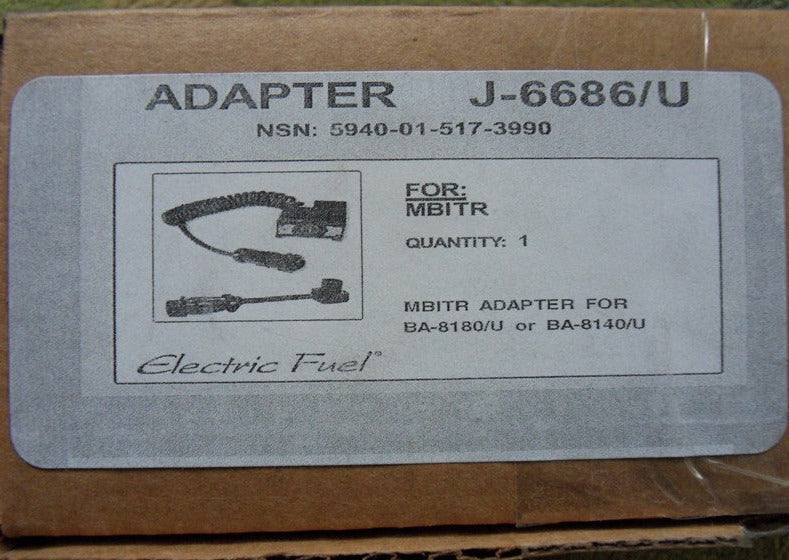 ADAPTER J-6686/U
NSN: 5940-01-517-3990
FOR:
MBITR
QUANTITY: 1
MBITR ADAPTER FOR
BA-8180/U or BA-8140/U
Electric Fuel®